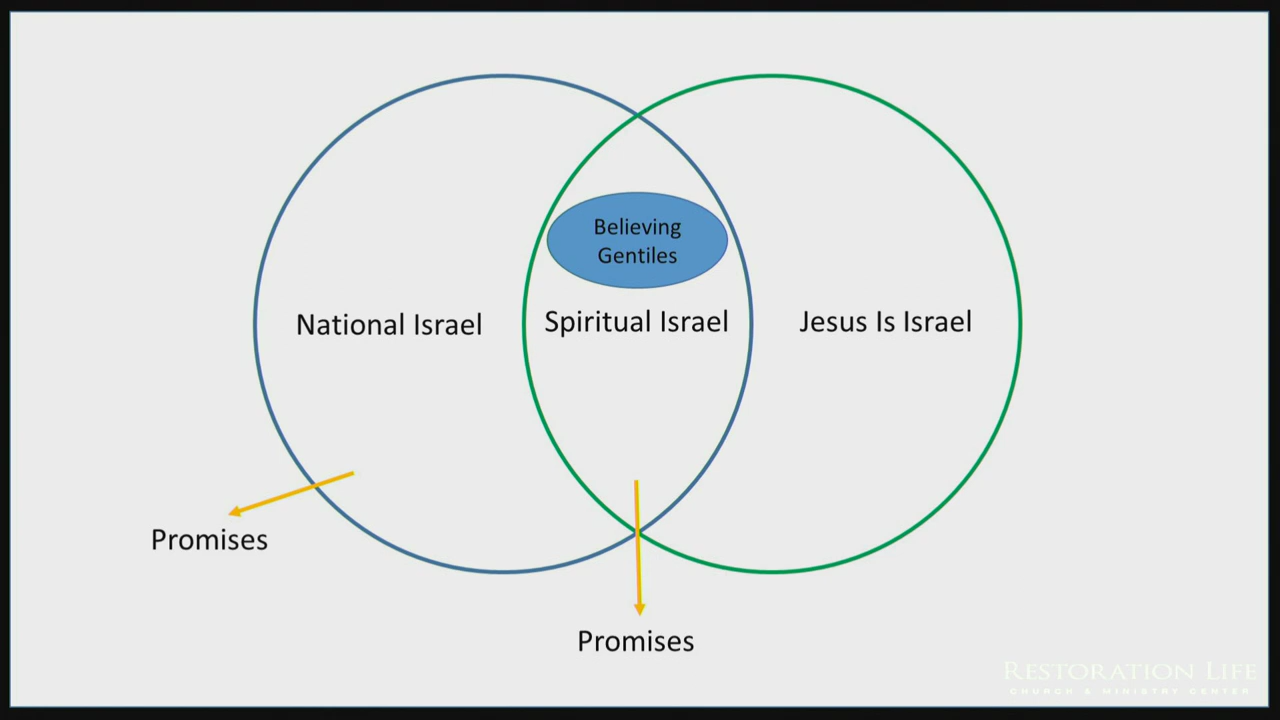 Believing
Gentiles
National Israel
Spiritual Israel
Jesus Is Israel
Promises
Promises
RESTORATION LIFE
CHURCH & MINISTRY CENTER